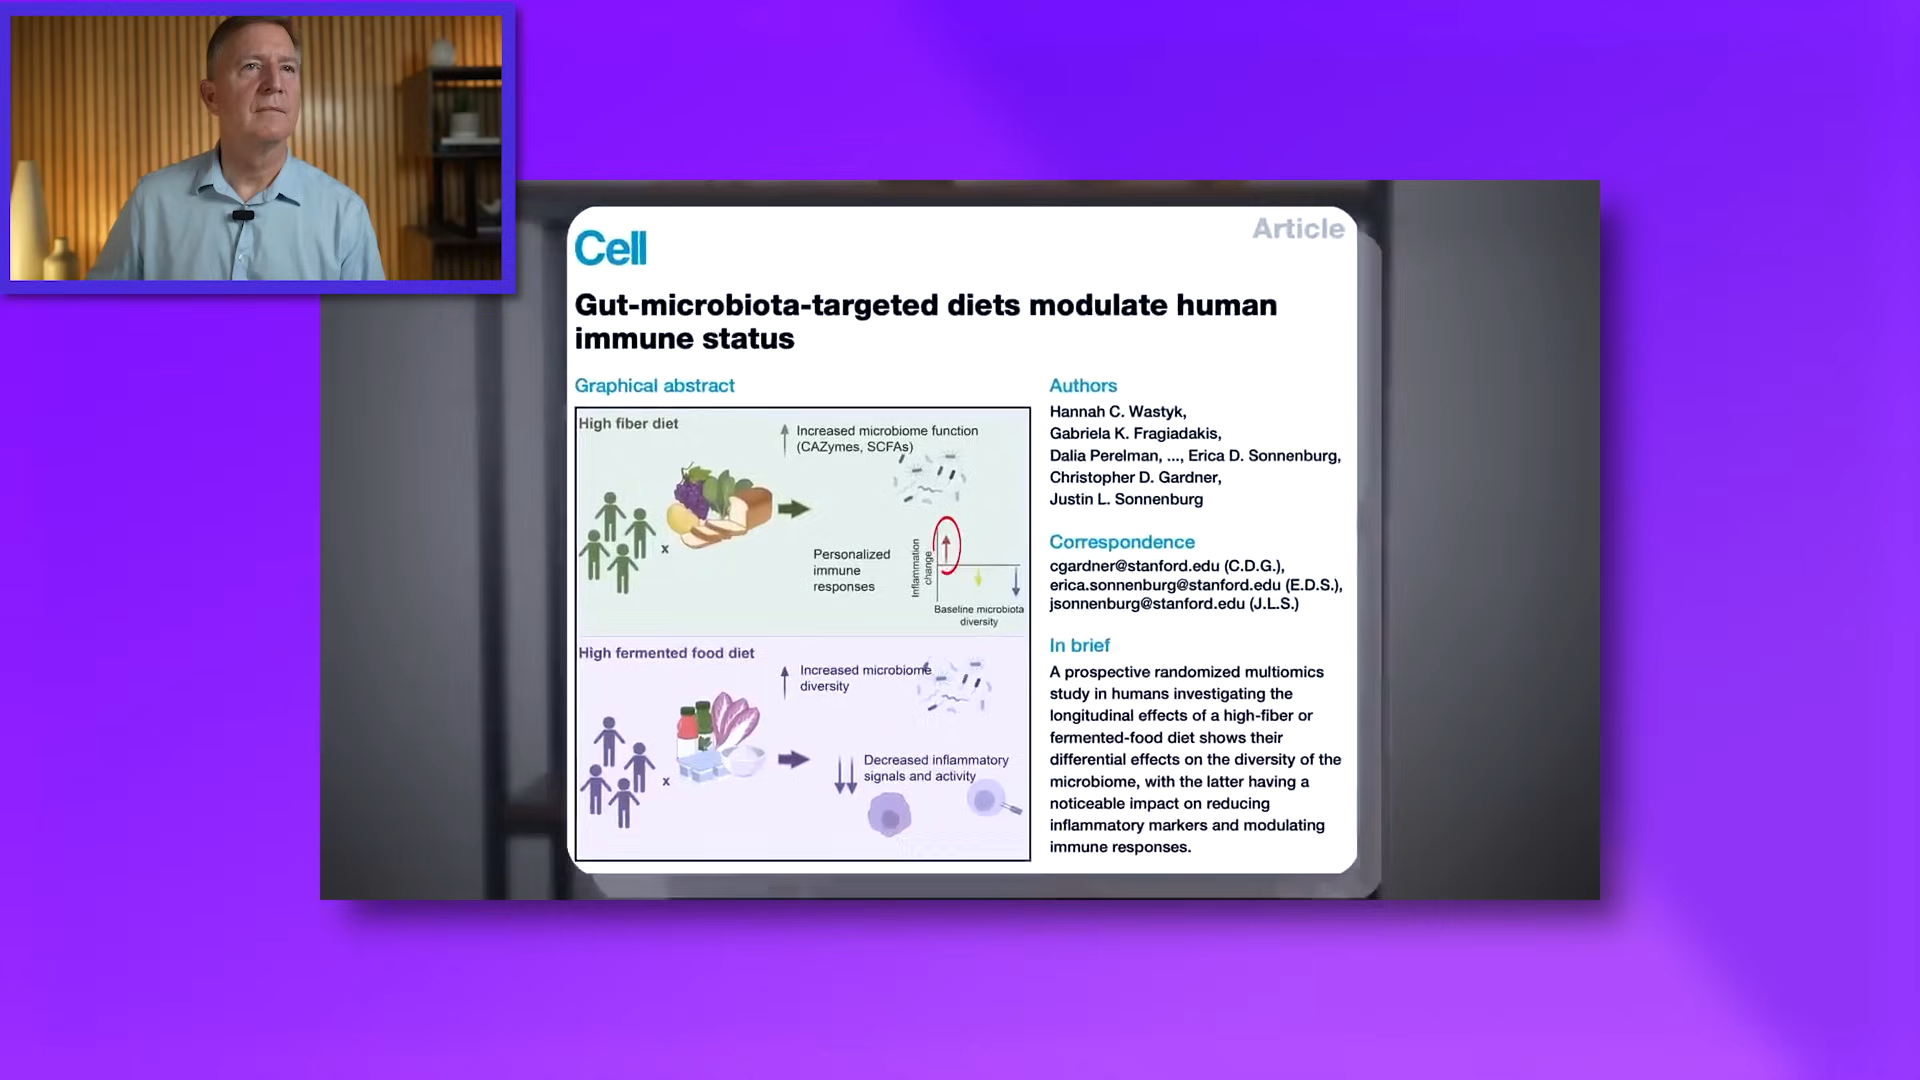 Cell
Article
Gut-microbiota-targeted diets modulate human
immune status
Graphical abstract
High fiber diet
Increased microbiome function
(CAZymes, SCFAs)
x
Personalized
immune
responses
Inflammation
change
Baseline microbiota
diversity
High fermented food diet
Increased microbiome
diversity
x
Decreased inflammatory
signals and activity
Authors
Hannah C. Wastyk,
Gabriela K. Fragiadakis,
Dalia Perelman, ..., Erica D. Sonnenburg,
Christopher D. Gardner,
Justin L. Sonnenburg
Correspondence
cgardner@stanford.edu (C.D.G.),
erica.sonnenburg@stanford.edu (E.D.S.),
jsonnenburg@stanford.edu (J.L.S.)
In brief
A prospective randomized multiomics
study in humans investigating the
longitudinal effects of a high-fiber or
fermented-food diet shows their
differential effects on the diversity of the
microbiome, with the latter having a
noticeable impact on reducing
inflammatory markers and modulating
immune responses.